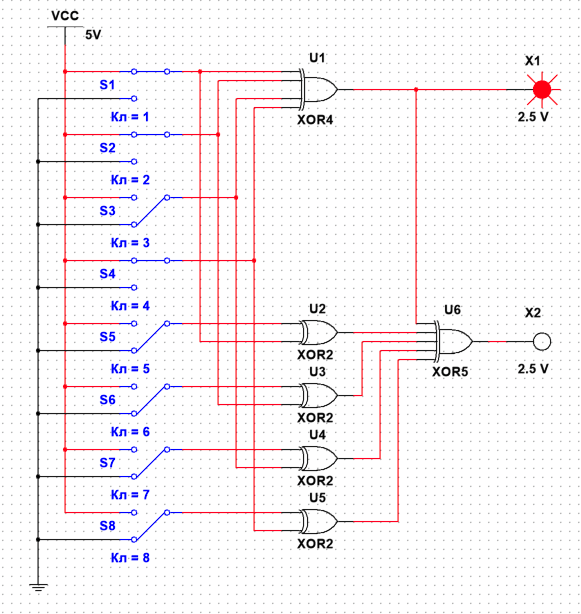 VCC
5V
U1
X1
S1
2.5 V
Кл = 1
XOR4
S2
Кл = 2
S3
Кл = 3
S4
Кл = 4
U2
U6
X2
S5
XOR2
Кл = 5
U3
XOR5
2.5 V
S6
XOR2
Кл = 6
U4
S7
XOR2
Кл = 7
U5
S8
XOR2
Кл = 8